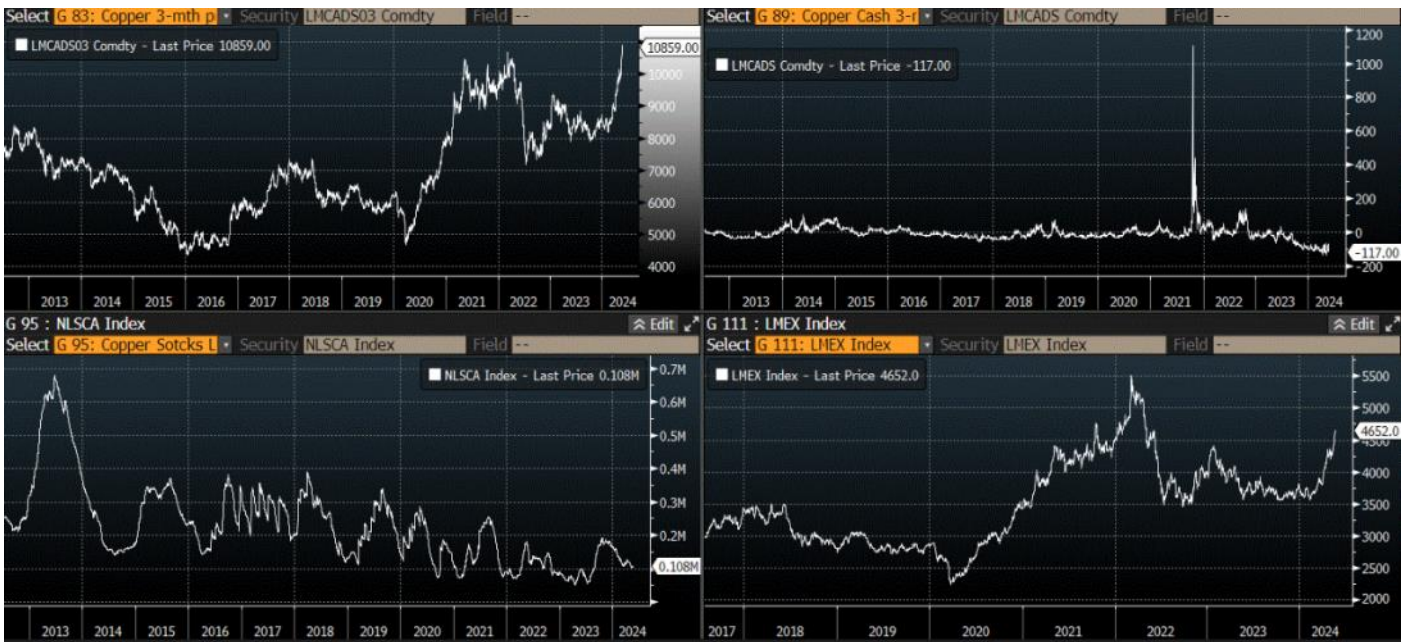 Select G 83: Copper 3-mth p Security LMCADS03 Comdty Field --
LMCADS03 Comdty - Last Price 10859.00
10859.00
10000
9000
8000
7000
6000
5000
4000
2013 2014 2015 2016 2017 2018 2019 2020 2021 2022 2023 2024
Select G 89: Copper Cash 3-r Security LMCADS Comdty Field --
LMCADS Comdty - Last Price -117.00
1200
1000
800
600
400
200
0
-117.00
-200
2013 2014 2015 2016 2017 2018 2019 2020 2021 2022 2023 2024
G 95 : NLSCA Index Edit
Select G 95: Copper Sotcks L Security NLSCA Index Field --
NLSCA Index - Last Price 0.108M
0.7M
0.6M
0.5M
0.4M
0.3M
0.2M
0.108M
2013 2014 2015 2016 2017 2018 2019 2020 2021 2022 2023 2024
G 111 : LMEX Index Edit
Select G 111: LMEX Index Security LMEX Index Field --
LMEX Index - Last Price 4652.0
5500
5000
4652.0
4500
4000
3500
3000
2500
2000
2017 2018 2019 2020 2021 2022 2023 2024